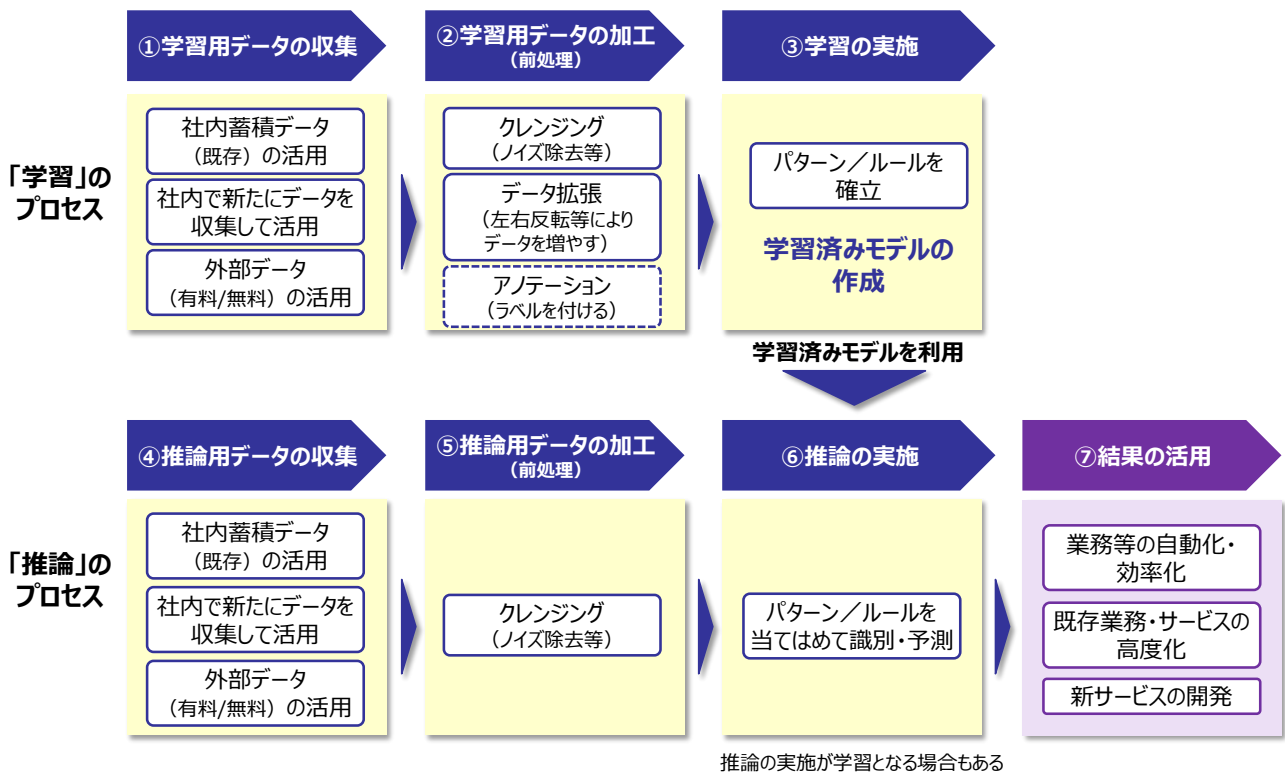 ①学習用データの収集
②学習用データの加工
(前処理)
③学習の実施
「学習」の
プロセス
社内蓄積データ
(既存)の活用
社内で新たにデータを
収集して活用
外部データ
(有料/無料)の活用
クレンジング
(ノイズ除去等)
データ拡張
(左右反転等により
データを増やす)
アノテーション
(ラベルを付ける)
パターン/ルールを
確立
学習済みモデルの
作成
学習済みモデルを利用
④推論用データの収集
⑤推論用データの加工
(前処理)
⑥推論の実施
⑦結果の活用
「推論」の
プロセス
社内蓄積データ
(既存)の活用
社内で新たにデータを
収集して活用
外部データ
(有料/無料)の活用
クレンジング
(ノイズ除去等)
パターン/ルールを
当てはめて識別・予測
業務等の自動化・
効率化
既存業務・サービスの
高度化
新サービスの開発
推論の実施が学習となる場合もある